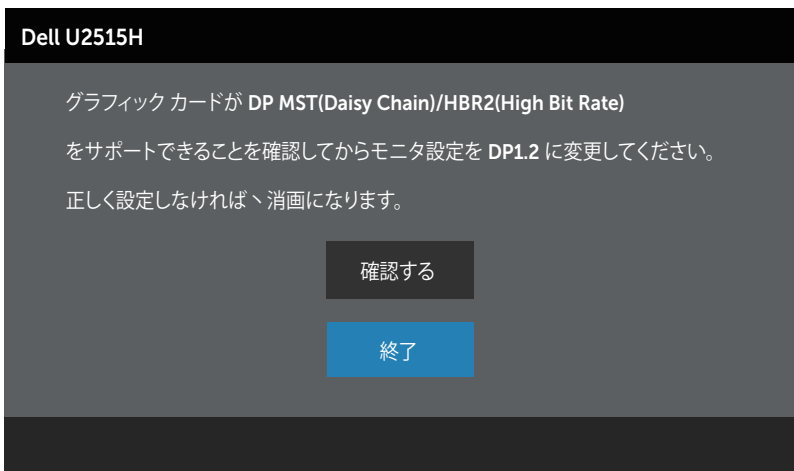 Dell U2515H
グラフィック カードが DP MST(Daisy Chain)/HBR2(High Bit Rate)
をサポートできることを確認してからモニタ設定を DP1.2 に変更してください。
正しく設定しなければ丶消画になります。
確認する
終了